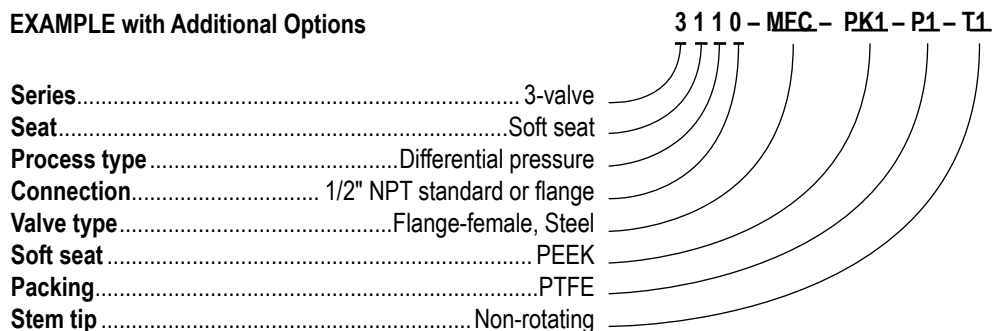 EXAMPLE with Additional Options
3 1 1 0 – MFC – PK1 – P1 – T1
Series................................................................................ 3-valve
Seat............................................................................Soft seat
Process type...........................................Differential pressure
Connection................................ 1/2" NPT standard or flange
Valve type..............................................Flange-female, Steel
Soft seat........................................................................ PEEK
Packing...........................................................................PTFE
Stem tip............................................................... Non-rotating